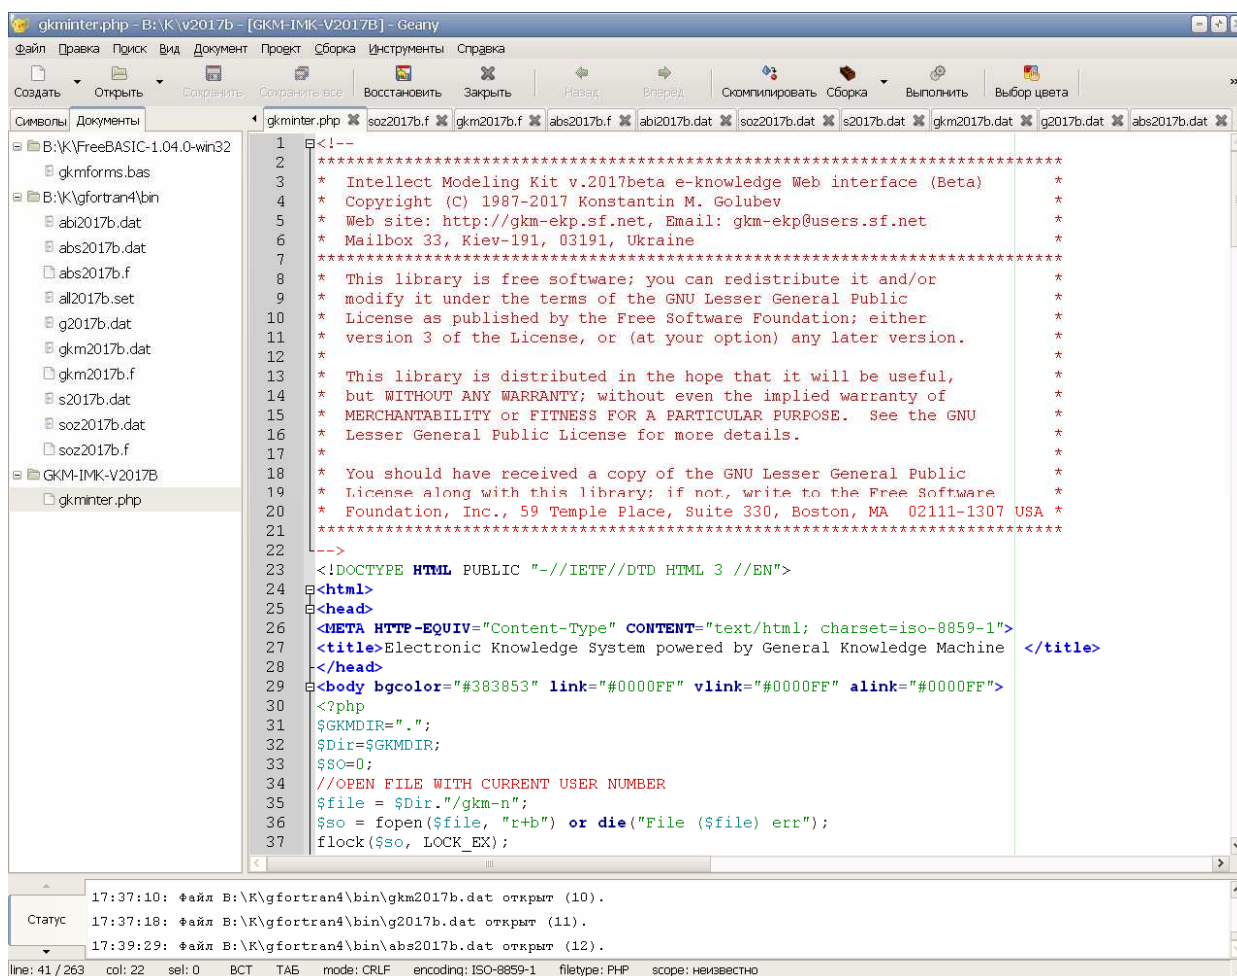 gkminter.php - B:\K\v2017b - [GKM-IMK-V2017B] - Geany
Файл Правка Поиск Вид Документ Проект Сборка Инструменты Справка
Создать Открыть Сохранить Сохранить все Восстановить Закрыть Назад Вперёд Скомпилировать Сборка Выполнить Выбор цвета
Символы Документы
gkminter.php soz2017b.f gkm2017b.f abs2017b.f abi2017b.dat soz2017b.dat s2017b.dat gkm2017b.dat g2017b.dat abs2017b.dat
B:\K\FreeBASIC-1.04.0-win32
gkmforms.bas
B:\K\gfortran4\bin
abi2017b.dat
abs2017b.dat
abs2017b.f
all2017b.set
g2017b.dat
gkm2017b.dat
gkm2017b.f
s2017b.dat
soz2017b.dat
soz2017b.f
GKM-IMK-V2017B
gkminter.php
1 <!--
2 *****************************************************************************
3 * Intellect Modeling Kit v.2017beta e-knowledge Web interface (Beta) *
4 * Copyright (C) 1987-2017 Konstantin M. Golubev *
5 * Web site: http://gkm-ekp.sf.net, Email: gkm-ekp@users.sf.net *
6 * Mailbox 33, Kiev-191, 03191, Ukraine *
7 *****************************************************************************
8 * This library is free software; you can redistribute it and/or *
9 * modify it under the terms of the GNU Lesser General Public *
10 * License as published by the Free Software Foundation; either *
11 * version 3 of the License, or (at your option) any later version. *
12 * *
13 * This library is distributed in the hope that it will be useful, *
14 * but WITHOUT ANY WARRANTY; without even the implied warranty of *
15 * MERCHANTABILITY or FITNESS FOR A PARTICULAR PURPOSE. See the GNU *
16 * Lesser General Public License for more details. *
17 * *
18 * You should have received a copy of the GNU Lesser General Public *
19 * License along with this library; if not, write to the Free Software *
20 * Foundation, Inc., 59 Temple Place, Suite 330, Boston, MA 02111-1307 USA *
21 *****************************************************************************
22 -->
23 <!DOCTYPE HTML PUBLIC "-//IETF//DTD HTML 3 //EN">
24 <html>
25 <head>
26 <META HTTP-EQUIV="Content-Type" CONTENT="text/html; charset=iso-8859-1">
27 <title>Electronic Knowledge System powered by General Knowledge Machine </title>
28 </head>
29 <body bgcolor="#383853" link="#0000FF" vlink="#0000FF" alink="#0000FF">
30 <?php
31 $GKMDIR=".";
32 $Dir=$GKMDIR;
33 $SO=0;
34 //OPEN FILE WITH CURRENT USER NUMBER
35 $file = $Dir."/gkm-n";
36 $so = fopen($file, "r+b") or die("File ($file) err");
37 flock($so, LOCK_EX);
Статус
17:37:10: Файл B:\K\gfortran4\bin\gkm2017b.dat открыт (10).
17:37:18: Файл B:\K\gfortran4\bin\g2017b.dat открыт (11).
17:39:29: Файл B:\K\gfortran4\bin\abs2017b.dat открыт (12).
line: 41 / 263 col: 22 sel: 0 ВСТ ТАБ mode: CRLF encoding: ISO-8859-1 filetype: PHP scope: неизвестно